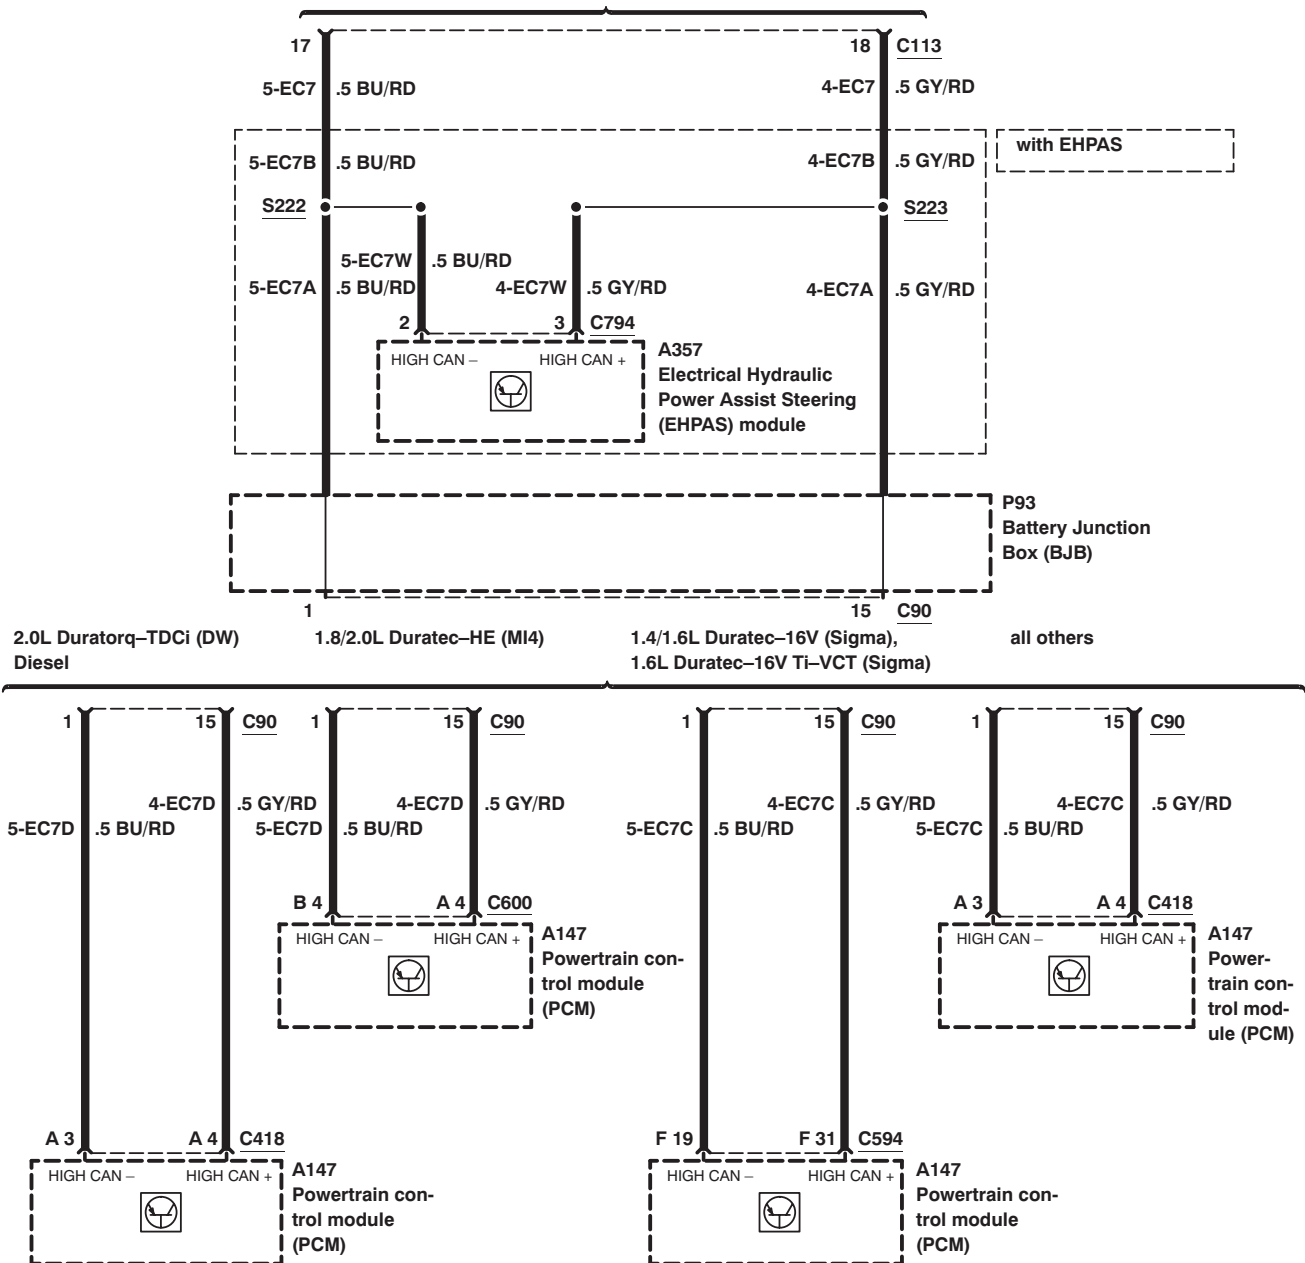 17
18 C113
5-EC7 .5 BU/RD
4-EC7 .5 GY/RD
with EHPAS
5-EC7B .5 BU/RD
4-EC7B .5 GY/RD
S222
S223
5-EC7W .5 BU/RD
5-EC7A .5 BU/RD
4-EC7W .5 GY/RD
4-EC7A .5 GY/RD
2
3 C794
HIGH CAN –
HIGH CAN +
A357
Electrical Hydraulic
Power Assist Steering
(EHPAS) module
P93
Battery Junction
Box (BJB)
1
15 C90
2.0L Duratorq–TDCi (DW)
Diesel
1.8/2.0L Duratec–HE (MI4)
1.4/1.6L Duratec–16V (Sigma),
1.6L Duratec–16V Ti–VCT (Sigma)
all others
1
15 C90
1
15 C90
1
15 C90
1
15 C90
4-EC7D .5 GY/RD
5-EC7D .5 BU/RD
4-EC7D .5 GY/RD
5-EC7D .5 BU/RD
4-EC7C .5 GY/RD
5-EC7C .5 BU/RD
4-EC7C .5 GY/RD
5-EC7C .5 BU/RD
B 4
A 4 C600
HIGH CAN –
HIGH CAN +
A147
Powertrain con-
trol module
(PCM)
A 3
A 4 C418
HIGH CAN –
HIGH CAN +
A147
Power-
train con-
trol mod-
ule (PCM)
A 3
A 4 C418
HIGH CAN –
HIGH CAN +
A147
Powertrain con-
trol module
(PCM)
F 19
F 31 C594
HIGH CAN –
HIGH CAN +
A147
Powertrain con-
trol module
(PCM)